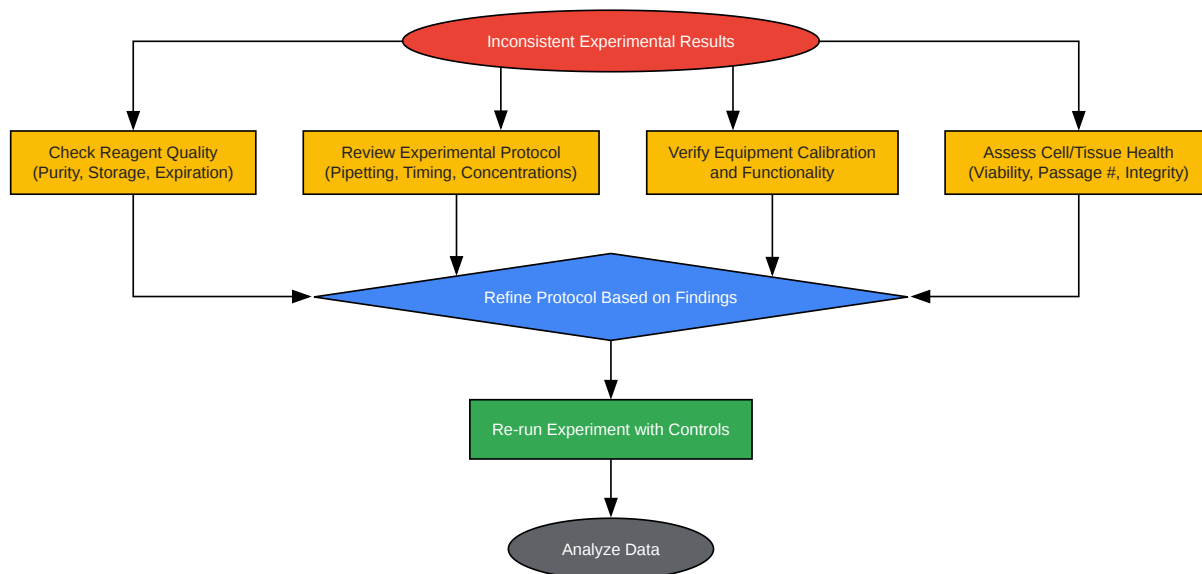 Inconsistent Experimental Results
Check Reagent Quality
(Purity, Storage, Expiration)
Review Experimental Protocol
(Pipetting, Timing, Concentrations)
Verify Equipment Calibration
and Functionality
Assess Cell/Tissue Health
(Viability, Passage #, Integrity)
Refine Protocol Based on Findings
Re-run Experiment with Controls
Analyze Data